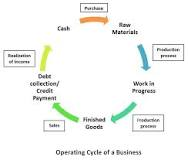 Purchase
Cash
Raw
Materials
Realization
of Income
Production
process
Debt
collection/
Credit
Payment
Work in
Progress
Sales
Finished
Goods
Production
process
Operating Cycle of a Business